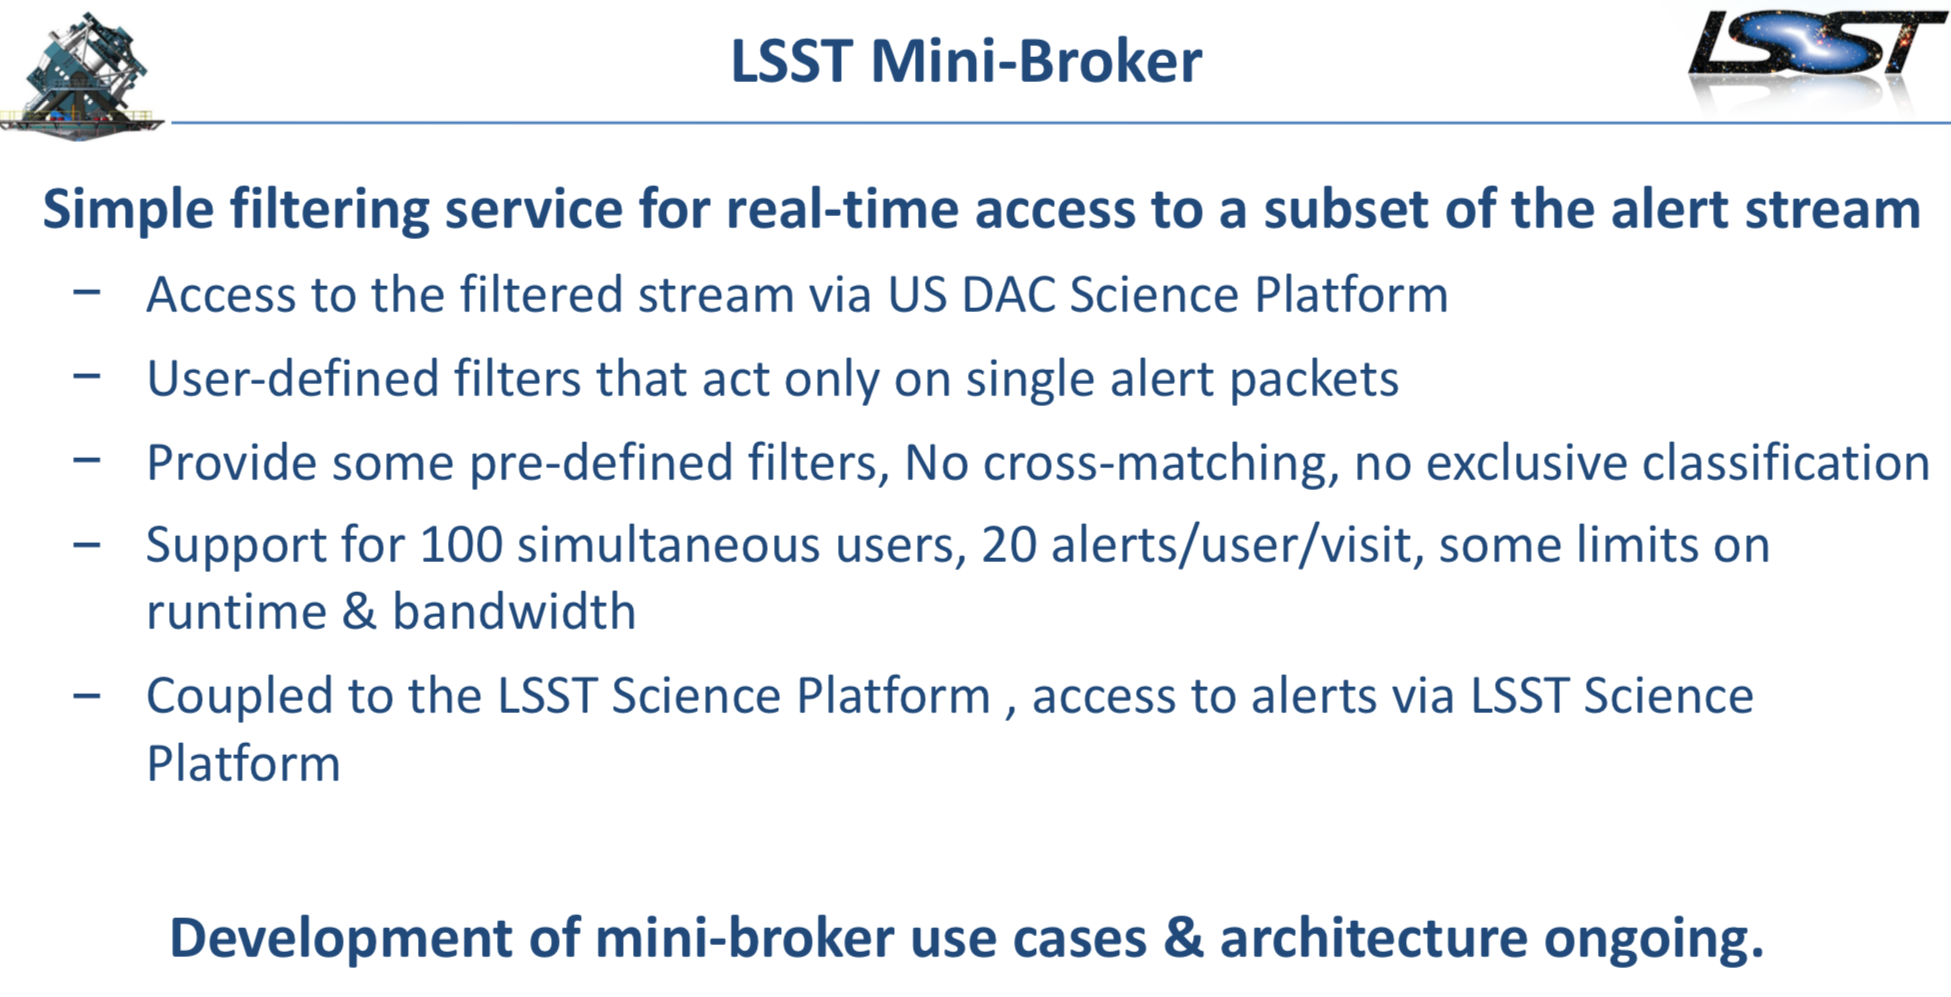 LSST Mini-Broker
LSST
Simple filtering service for real-time access to a subset of the alert stream
– Access to the filtered stream via US DAC Science Platform
– User-defined filters that act only on single alert packets
– Provide some pre-defined filters, No cross-matching, no exclusive classification
– Support for 100 simultaneous users, 20 alerts/user/visit, some limits on
runtime & bandwidth
– Coupled to the LSST Science Platform , access to alerts via LSST Science
Platform
Development of mini-broker use cases & architecture ongoing.